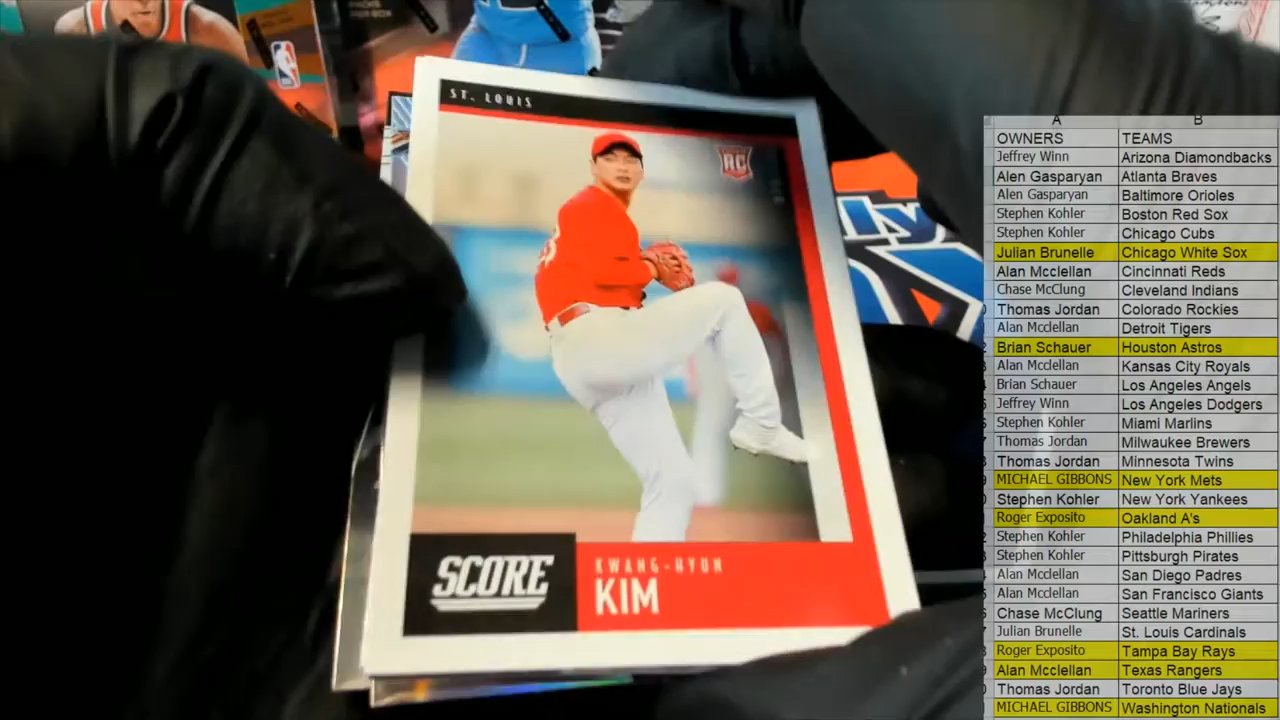 ST. LOUIS
RC
SCORE
KWANG-HYUN
KIM
NBA
ly
A B
OWNERS TEAMS
Jeffrey Winn Arizona Diamondbacks
Alen Gasparyan Atlanta Braves
Alen Gasparyan Baltimore Orioles
Stephen Kohler Boston Red Sox
Stephen Kohler Chicago Cubs
Julian Brunelle Chicago White Sox
Alan Mcclellan Cincinnati Reds
Chase McClung Cleveland Indians
Thomas Jordan Colorado Rockies
Alan Mcclellan Detroit Tigers
Brian Schauer Houston Astros
Alan Mcclellan Kansas City Royals
Brian Schauer Los Angeles Angels
Jeffrey Winn Los Angeles Dodgers
Stephen Kohler Miami Marlins
Thomas Jordan Milwaukee Brewers
Thomas Jordan Minnesota Twins
MICHAEL GIBBONS New York Mets
Stephen Kohler New York Yankees
Roger Exposito Oakland A's
Stephen Kohler Philadelphia Phillies
Stephen Kohler Pittsburgh Pirates
Alan Mcclellan San Diego Padres
Alan Mcclellan San Francisco Giants
Chase McClung Seattle Mariners
Julian Brunelle St. Louis Cardinals
Roger Exposito Tampa Bay Rays
Alan Mcclellan Texas Rangers
Thomas Jordan Toronto Blue Jays
MICHAEL GIBBONS Washington Nationals